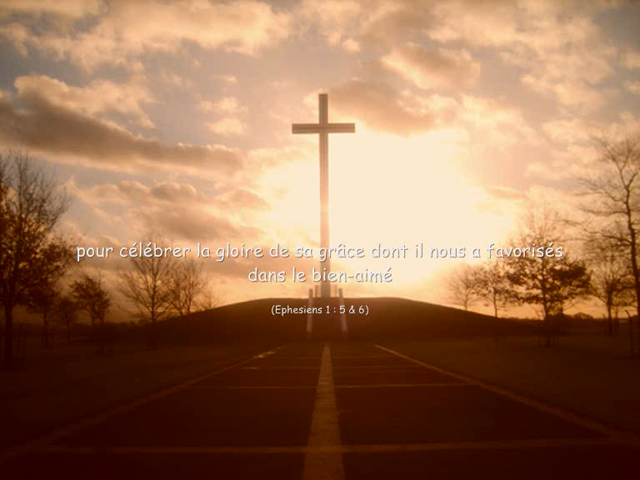 pour célébrer la gloire de sa grâce dont il nous a favorisés
dans le bien-aimé
(Ephesiens 1 : 5 & 6)